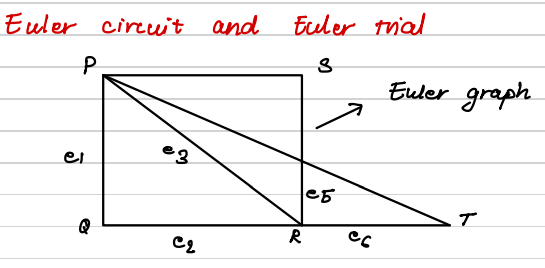 Euler circuit and Euler trial
P S
Euler graph
e1 e3
e5
Q R T
e2 e6